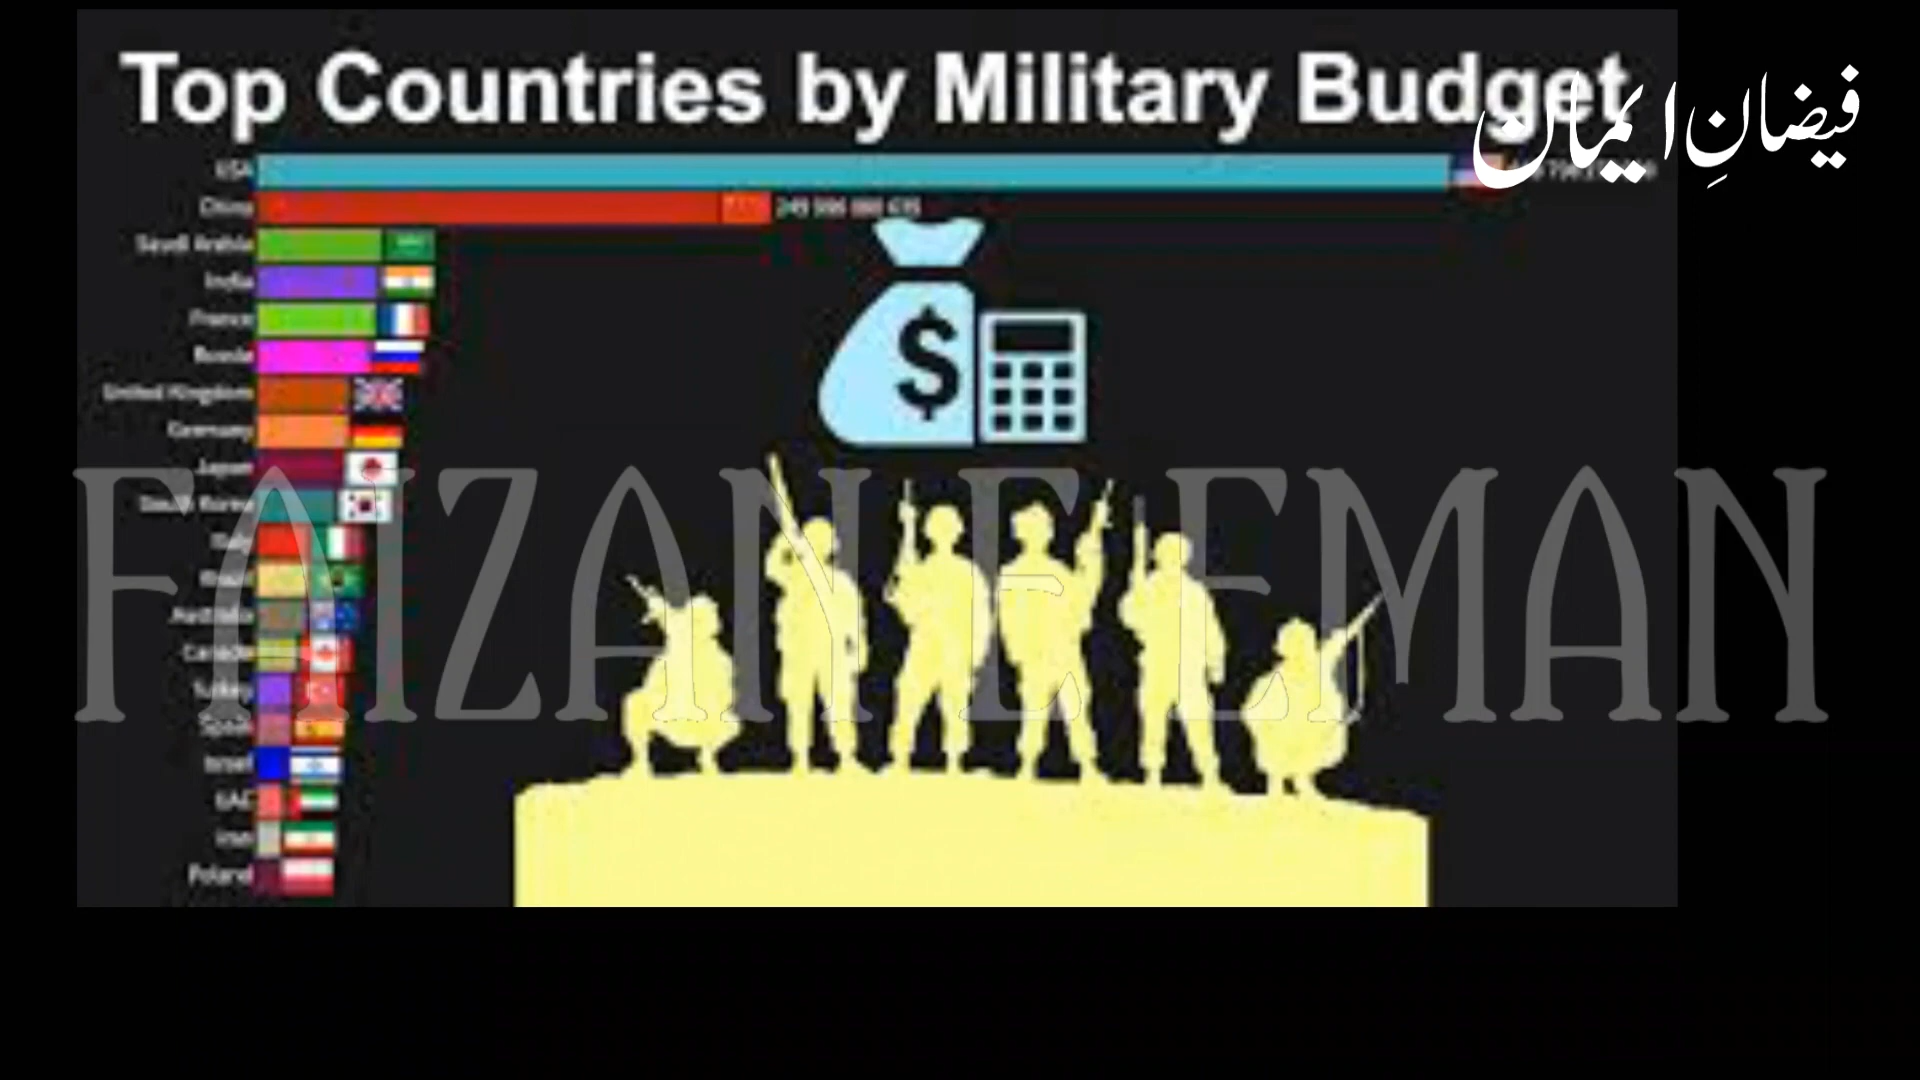 Top Countries by Military Budget
فیضانِ ایمان
USA
China
Saudi Arabia
India
France
Russia
United Kingdom
Germany
$
Japan
FAIZAN E EMAN
South Korea
Italy
Brazil
Australia
Canada
Turkey
Spain
Israel
UAE
Iran
Poland